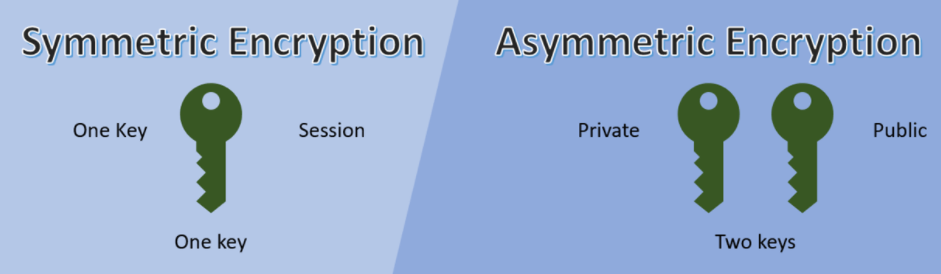 Symmetric Encryption
One Key
Session
One key
Asymmetric Encryption
Private
Public
Two keys